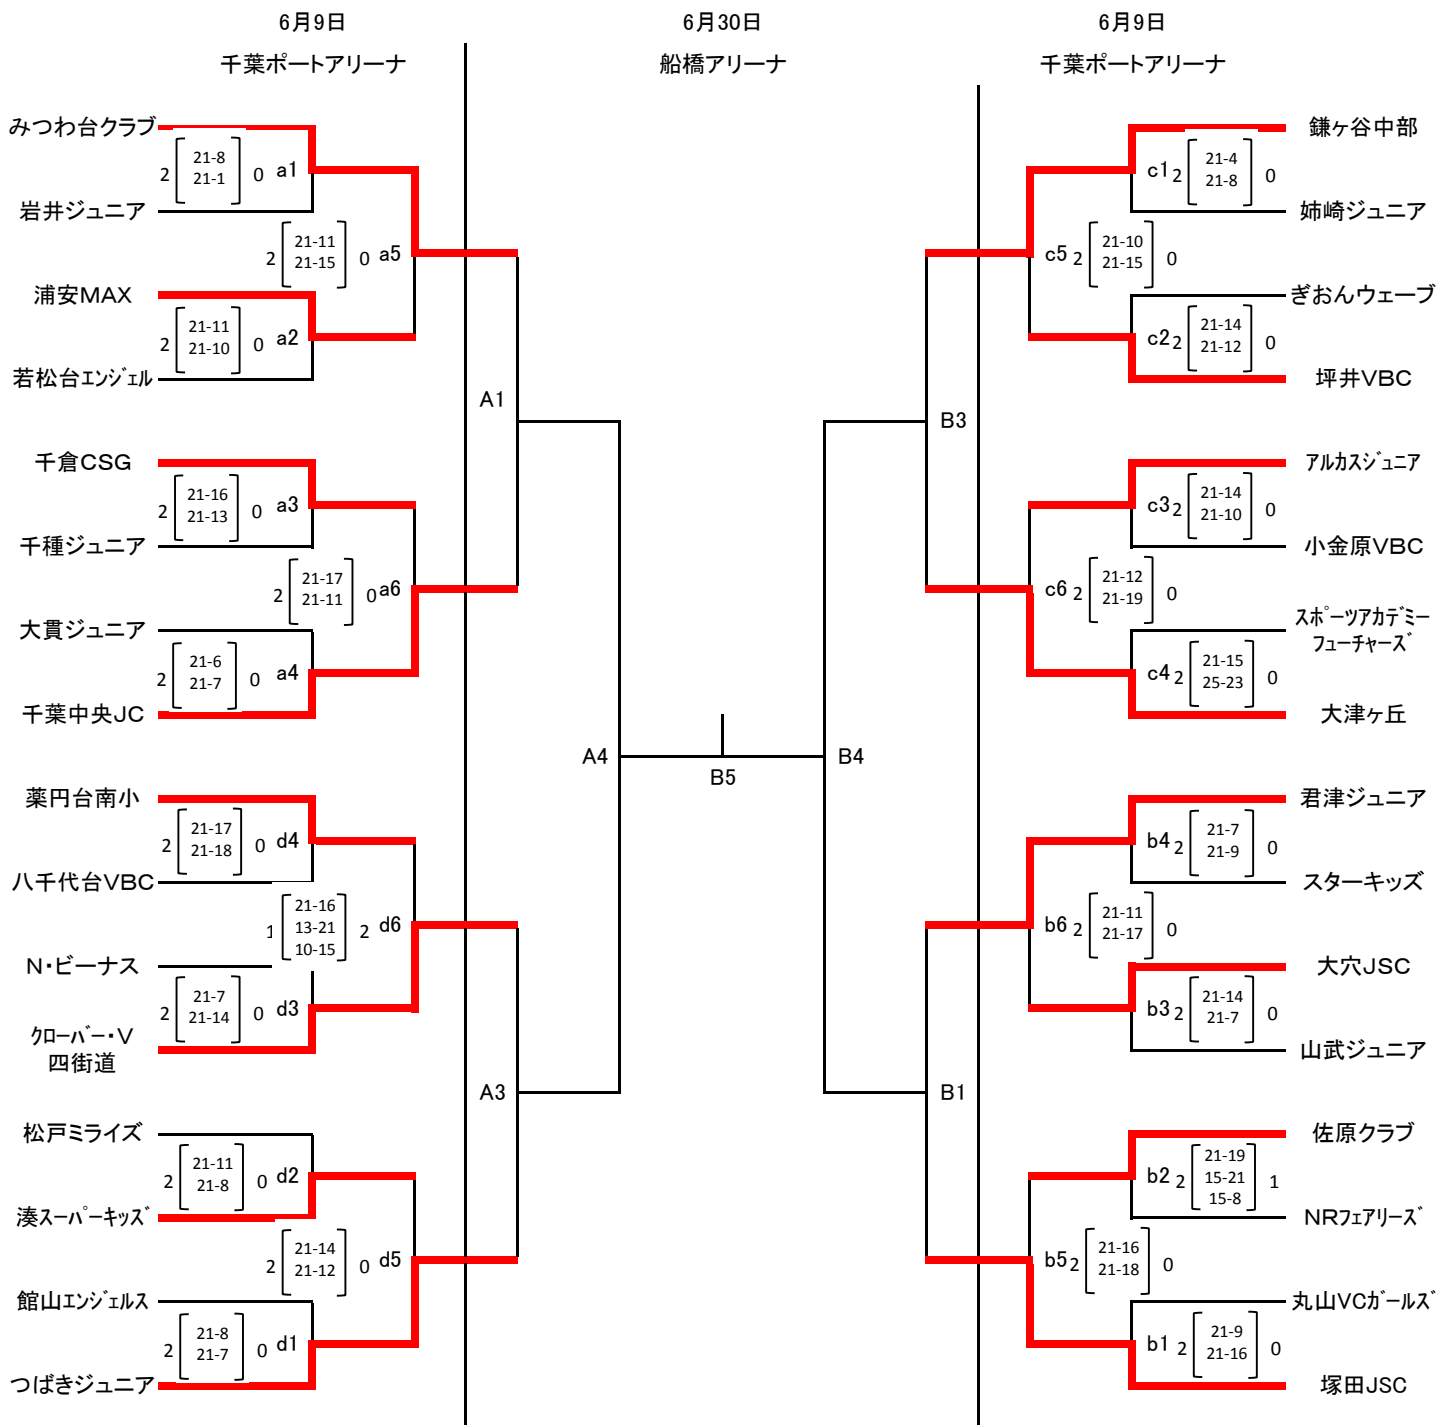 6月9日
千葉ポートアリーナ
6月30日
船橋アリーナ
6月9日
千葉ポートアリーナ
みつわ台クラブ
2 21-8 0 a1
21-1
岩井ジュニア
2 21-11 0 a5
21-15
浦安MAX
2 21-11 0 a2
21-10
若松台エンジェル
A1
千倉CSG
2 21-16 0 a3
21-13
千種ジュニア
2 21-17 0 a6
21-11
大貫ジュニア
2 21-6 0 a4
21-7
千葉中央JC
A4
薬円台南小
2 21-17 0 d4
21-18
八千代台VBC
1 21-16 2 d6
13-21
10-15
N・ビーナス
2 21-7 0 d3
21-14
クローバー・V
四街道
A3
松戸ミライズ
2 21-11 0 d2
21-8
湊スーパーキッズ
2 21-14 0 d5
21-12
館山エンジェルス
2 21-8 0 d1
21-7
つばきジュニア
B5
鎌ヶ谷中部
c1 2 21-4 0
21-8
姉崎ジュニア
c5 2 21-10 0
21-15
ぎおんウェーブ
c2 2 21-14 0
21-12
坪井VBC
B3
アルカスジュニア
c3 2 21-14 0
21-10
小金原VBC
c6 2 21-12 0
21-19
スポーツアカデミー
フューチャーズ
c4 2 21-15 0
25-23
大津ヶ丘
B4
君津ジュニア
b4 2 21-7 0
21-9
スターキッズ
b6 2 21-11 0
21-17
大穴JSC
b3 2 21-14 0
21-7
山武ジュニア
B1
佐原クラブ
b2 2 21-19 1
15-21
15-8
NRフェアリーズ
b5 2 21-16 0
21-18
丸山VCガールズ
b1 2 21-9 0
21-16
塚田JSC